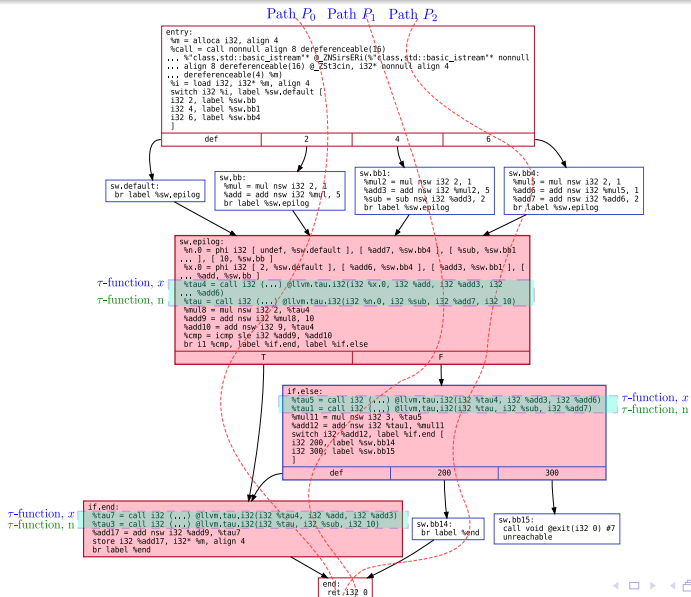 Path P0 Path P1 Path P2
entry:
%m = alloca i32, align 4
%call = call nonnull align 8 dereferenceable(16)
... %"class.std::basic_istream"* @_ZNSirsERi(%"class.std::basic_istream"* nonnull
... align 8 dereferenceable(16) @_ZSt3cin, i32* nonnull align 4
... dereferenceable(4) %m)
%i = load i32, i32* %m, align 4
switch i32 %i, label %sw.default [
i32 2, label %sw.bb
i32 4, label %sw.bb1
i32 6, label %sw.bb4
]
def 2 4 6
sw.default:
br label %sw.epilog
sw.bb:
%mul = mul nsw i32 2, 1
%add = add nsw i32 %mul, 5
br label %sw.epilog
sw.bb1:
%mul2 = mul nsw i32 2, 1
%add3 = add nsw i32 %mul2, 5
%sub = sub nsw i32 %add3, 2
br label %sw.epilog
sw.bb4:
%mul5 = mul nsw i32 2, 1
%add6 = add nsw i32 %mul5, 1
%add7 = add nsw i32 %add6, 2
br label %sw.epilog
sw.epilog:
%n.0 = phi i32 [ undef, %sw.default ], [ %add7, %sw.bb4 ], [ %sub, %sw.bb1
... ], [ 10, %sw.bb ]
%x.0 = phi i32 [ 2, %sw.default ], [ %add6, %sw.bb4 ], [ %add3, %sw.bb1 ], [
... %add, %sw.bb ]
τ-function, x
%tau4 = call i32 (...) @llvm.tau.i32(i32 %x.0, i32 %add, i32 %add3, i32
... %add6)
τ-function, n
%tau = call i32 (...) @llvm.tau.i32(i32 %n.0, i32 %sub, i32 %add7, i32 10)
%mul8 = mul nsw i32 2, %tau4
%add9 = add nsw i32 %mul8, 10
%add10 = add nsw i32 9, %tau4
%cmp = icmp sle i32 %add9, %add10
br i1 %cmp, label %if.end, label %if.else
T F
if.else:
%tau5 = call i32 (...) @llvm.tau.i32(i32 %tau4, i32 %add3, i32 %add6)
τ-function, x
%tau1 = call i32 (...) @llvm.tau.i32(i32 %tau, i32 %sub, i32 %add7)
τ-function, n
%mul11 = mul nsw i32 3, %tau5
%add12 = add nsw i32 %tau1, %mul11
switch i32 %add12, label %if.end [
i32 200, label %sw.bb14
i32 300, label %sw.bb15
]
def 200 300
if.end:
τ-function, x
%tau7 = call i32 (...) @llvm.tau.i32(i32 %tau4, i32 %add, i32 %add3)
τ-function, n
%tau3 = call i32 (...) @llvm.tau.i32(i32 %tau, i32 %sub, i32 10)
%add17 = add nsw i32 %add9, %tau7
store i32 %add17, i32* %m, align 4
br label %end
sw.bb14:
br label %end
sw.bb15:
call void @exit(i32 0) #7
unreachable
end:
ret i32 0